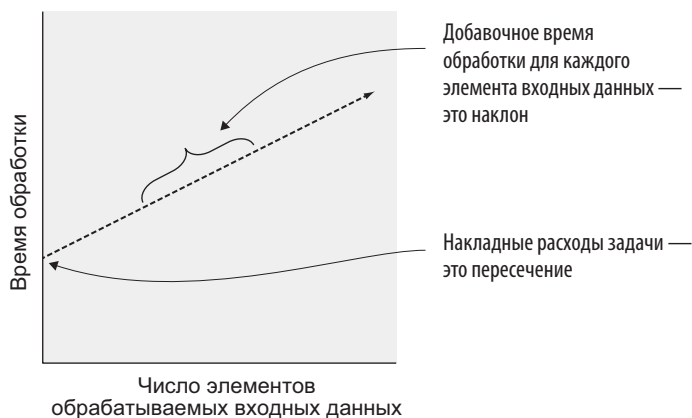 Добавочное время
обработки для каждого
элемента входных данных —
это наклон
Время обработки
Накладные расходы задачи —
это пересечение
Число элементов
обрабатываемых входных данных